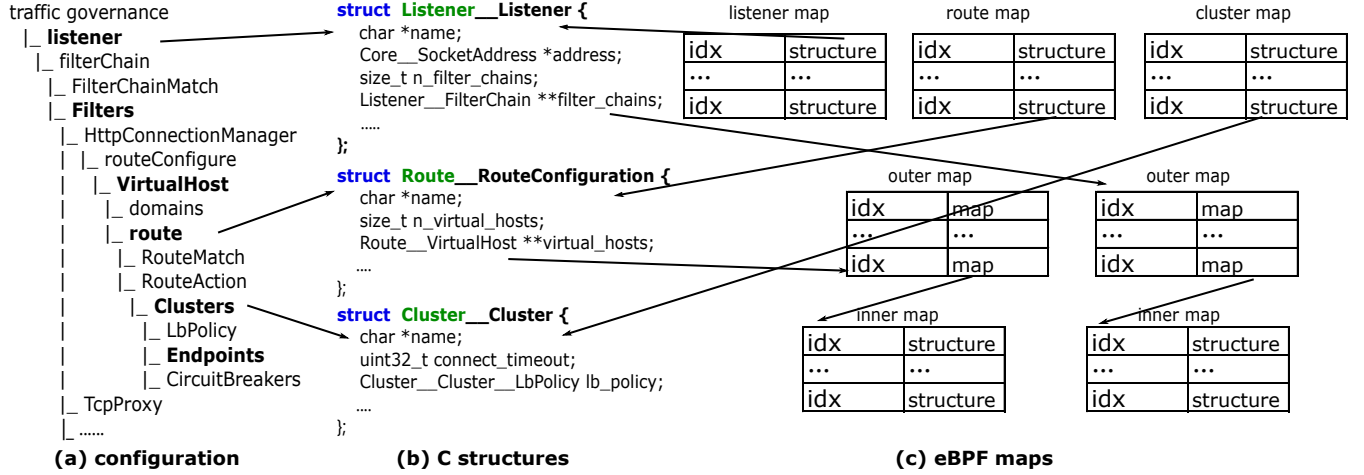 traffic governance
|_ listener
|_ filterChain
|_ FilterChainMatch
|_ Filters
|_ HttpConnectionManager
| |_ routeConfigure
| |_ VirtualHost
| |_ domains
| |_ route
| |_ RouteMatch
| |_ RouteAction
| |_ Clusters
| |_ LbPolicy
| |_ Endpoints
| |_ CircuitBreakers
|_ TcpProxy
|_ ......
(a) configuration
struct Listener__Listener {
char *name;
Core__SocketAddress *address;
size_t n_filter_chains;
Listener__FilterChain **filter_chains;
.....
};
struct Route__RouteConfiguration {
char *name;
size_t n_virtual_hosts;
Route__VirtualHost **virtual_hosts;
....
};
struct Cluster__Cluster {
char *name;
uint32_t connect_timeout;
Cluster__Cluster__LbPolicy lb_policy;
....
};
(b) C structures
listener map
idx structure
... ...
idx structure
route maps
idx structure
... ...
idx structure
cluster map
idx structure
... ...
idx structure
outer map
idx map
... ...
idx map
outer map
idx map
... ...
idx map
inner map
idx structure
... ...
idx structure
inner map
idx structure
... ...
idx structure
(c) eBPF maps